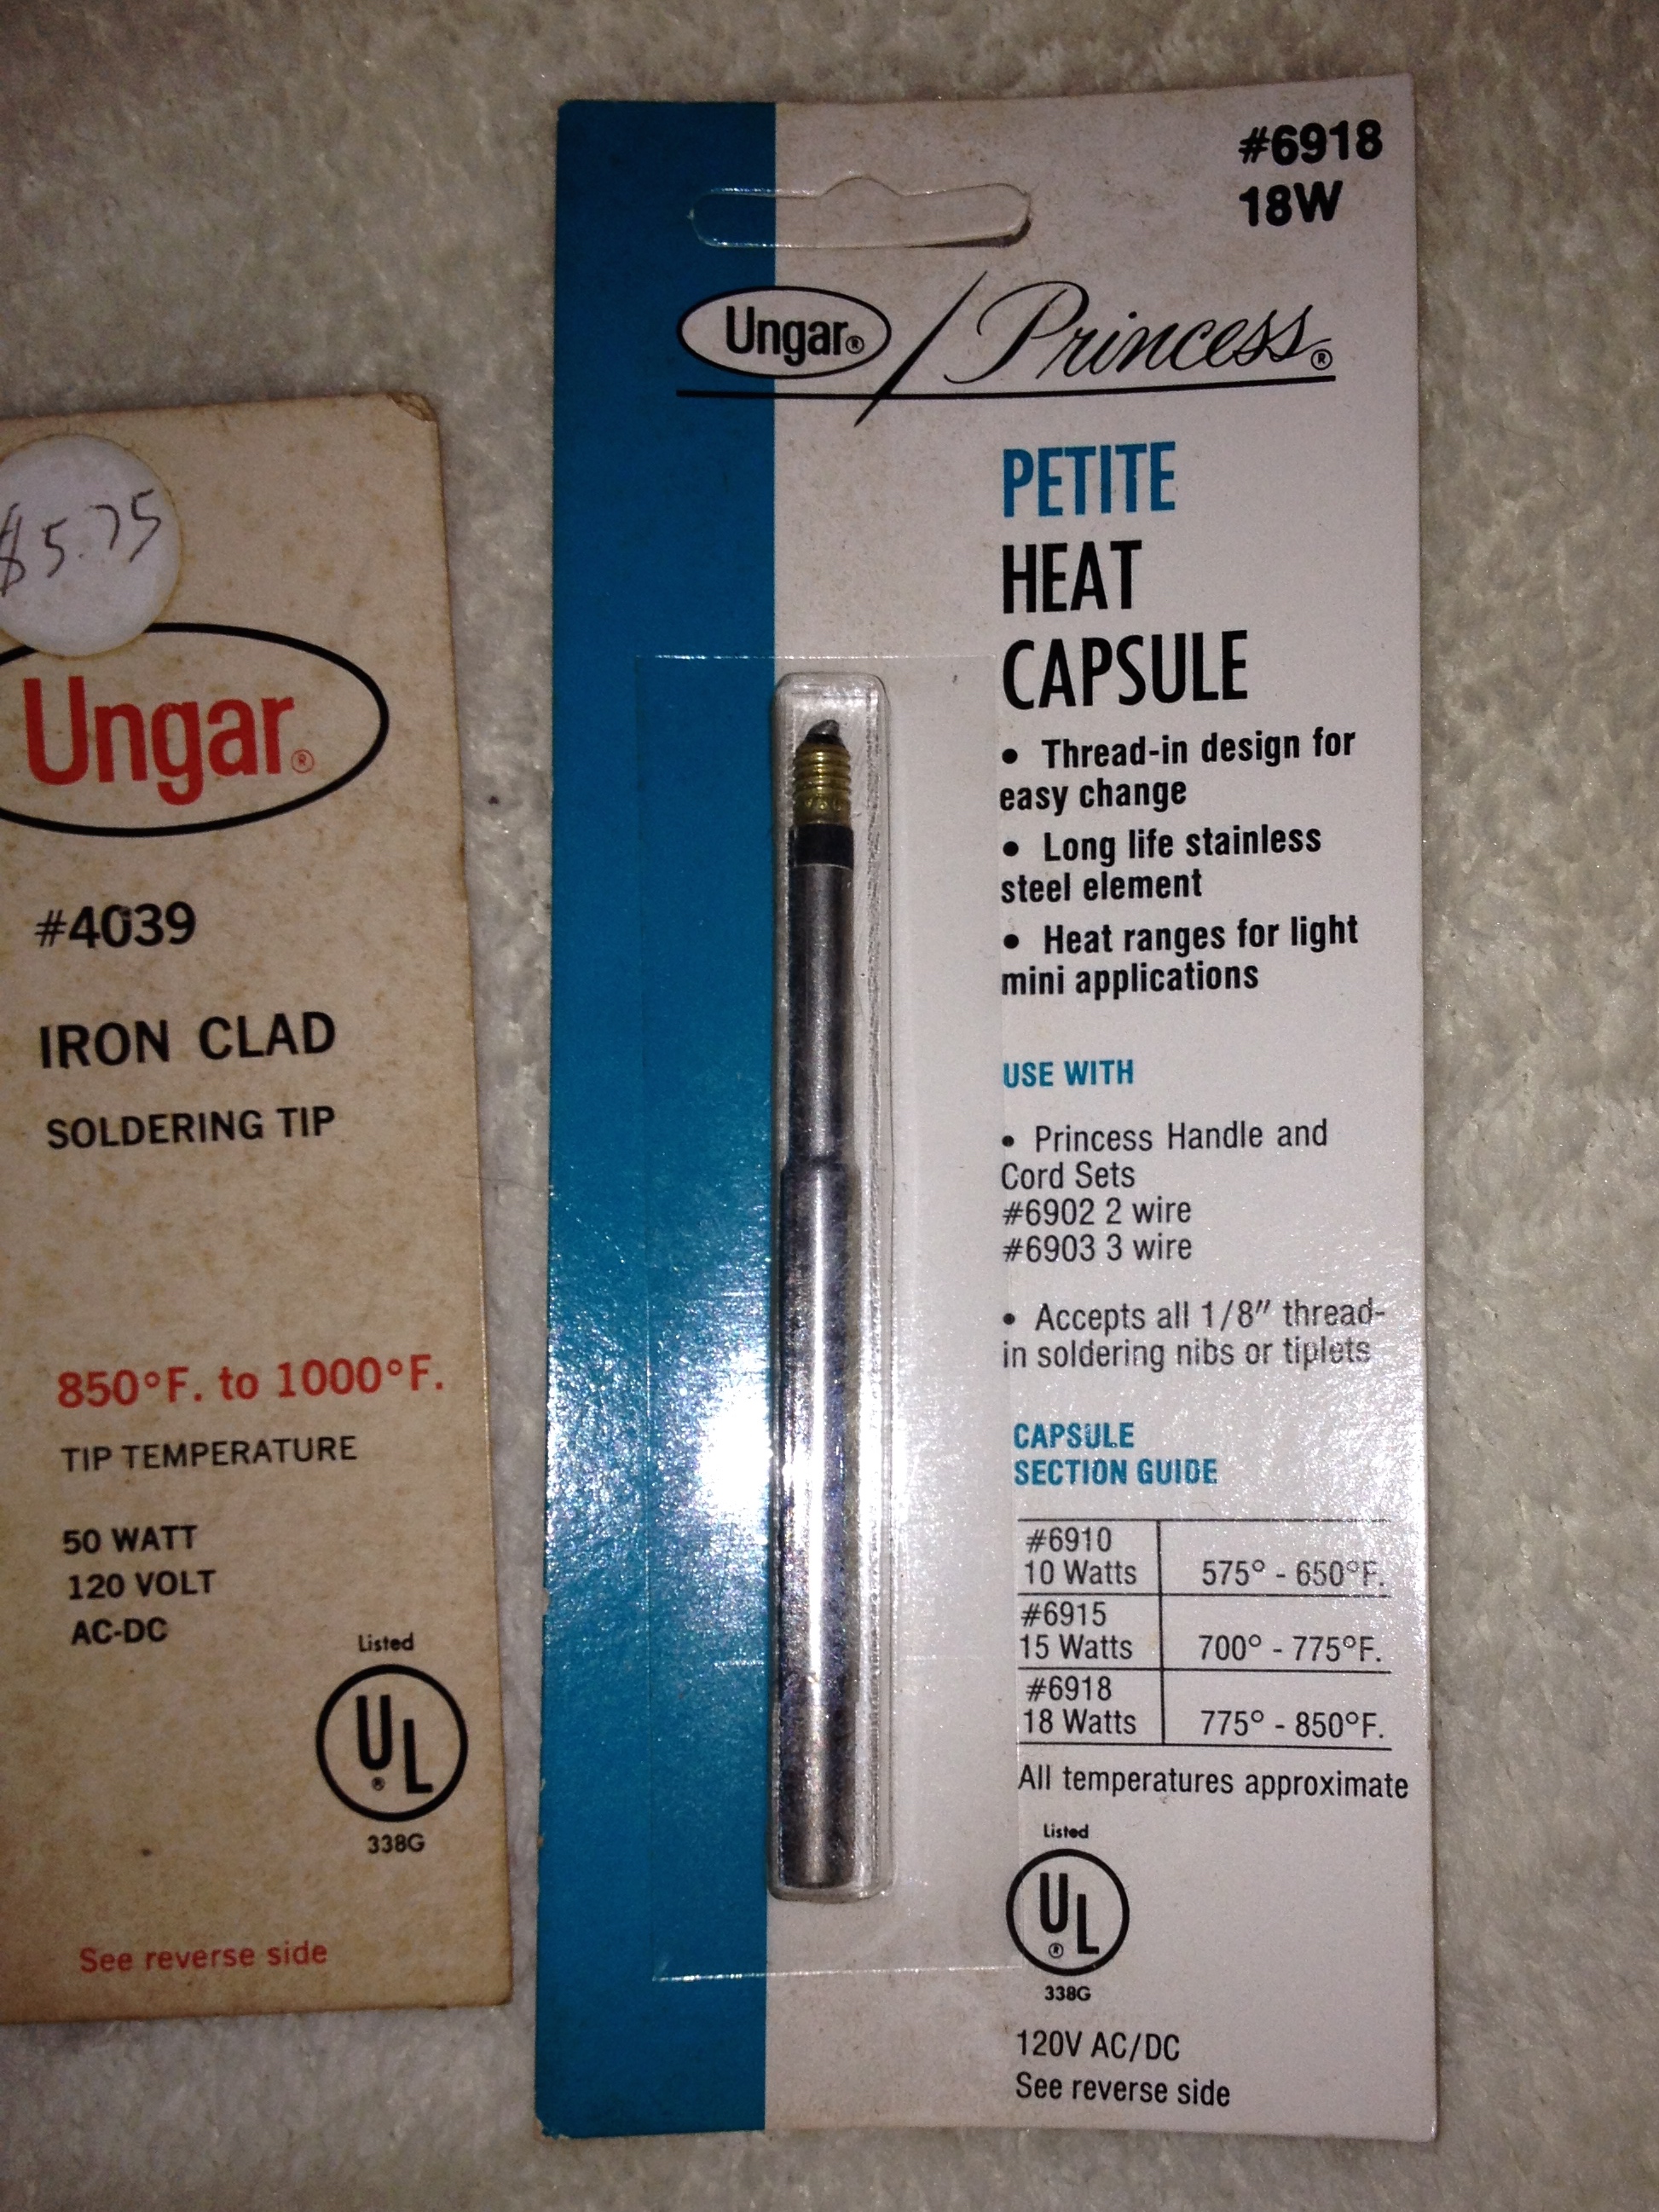 $5.75
Ungar®
#4039
IRON CLAD
SOLDERING TIP
850°F. to 1000°F.
TIP TEMPERATURE
50 WATT
120 VOLT
AC-DC
Listed
UL
®
338G
See reverse side
#6918
18W
Ungar® / Princess®
PETITE
HEAT
CAPSULE
• Thread-in design for
easy change
• Long life stainless
steel element
• Heat ranges for light
mini applications
USE WITH
• Princess Handle and
Cord Sets
#6902 2 wire
#6903 3 wire
• Accepts all 1/8" thread-
in soldering nibs or tiplets
CAPSULE
SECTION GUIDE
#6910
10 Watts 575° - 650°F.
#6915
15 Watts 700° - 775°F.
#6918
18 Watts 775° - 850°F.
All temperatures approximate
Listed
UL
®
338G
120V AC/DC
See reverse side